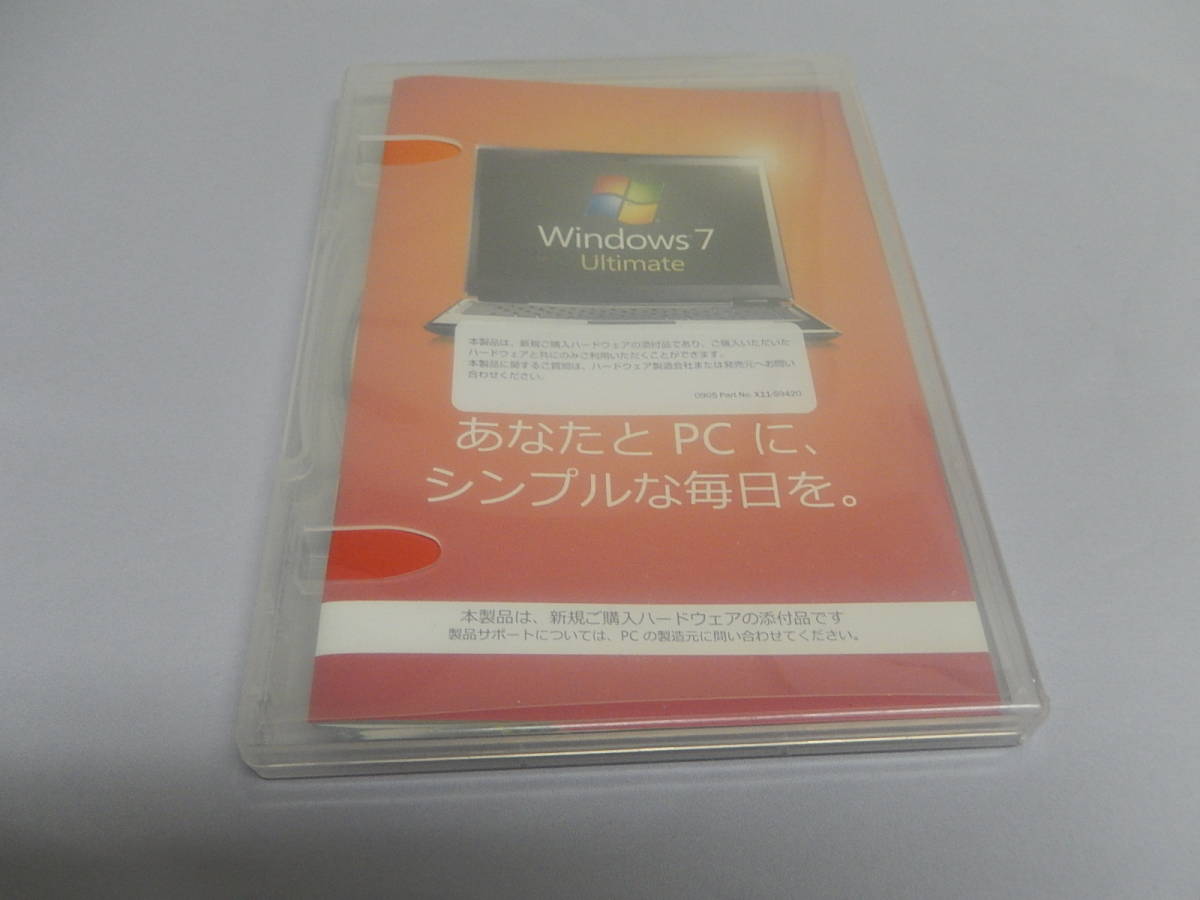 Windows 7
Ultimate
本製品は、新規ご購入ハードウェアの添付品であり、ご購入いただいた
ハードウェアと共にのみご利用いただくことができます。
本製品に関するご質問は、ハードウェア製造会社または発売元へお問い
合わせください。
0905 Part No. X11-89420
あなたと PC に、
シンプルな毎日を。
本製品は、新規ご購入ハードウェアの添付品です
製品サポートについては、PC の製造元に問い合わせてください。